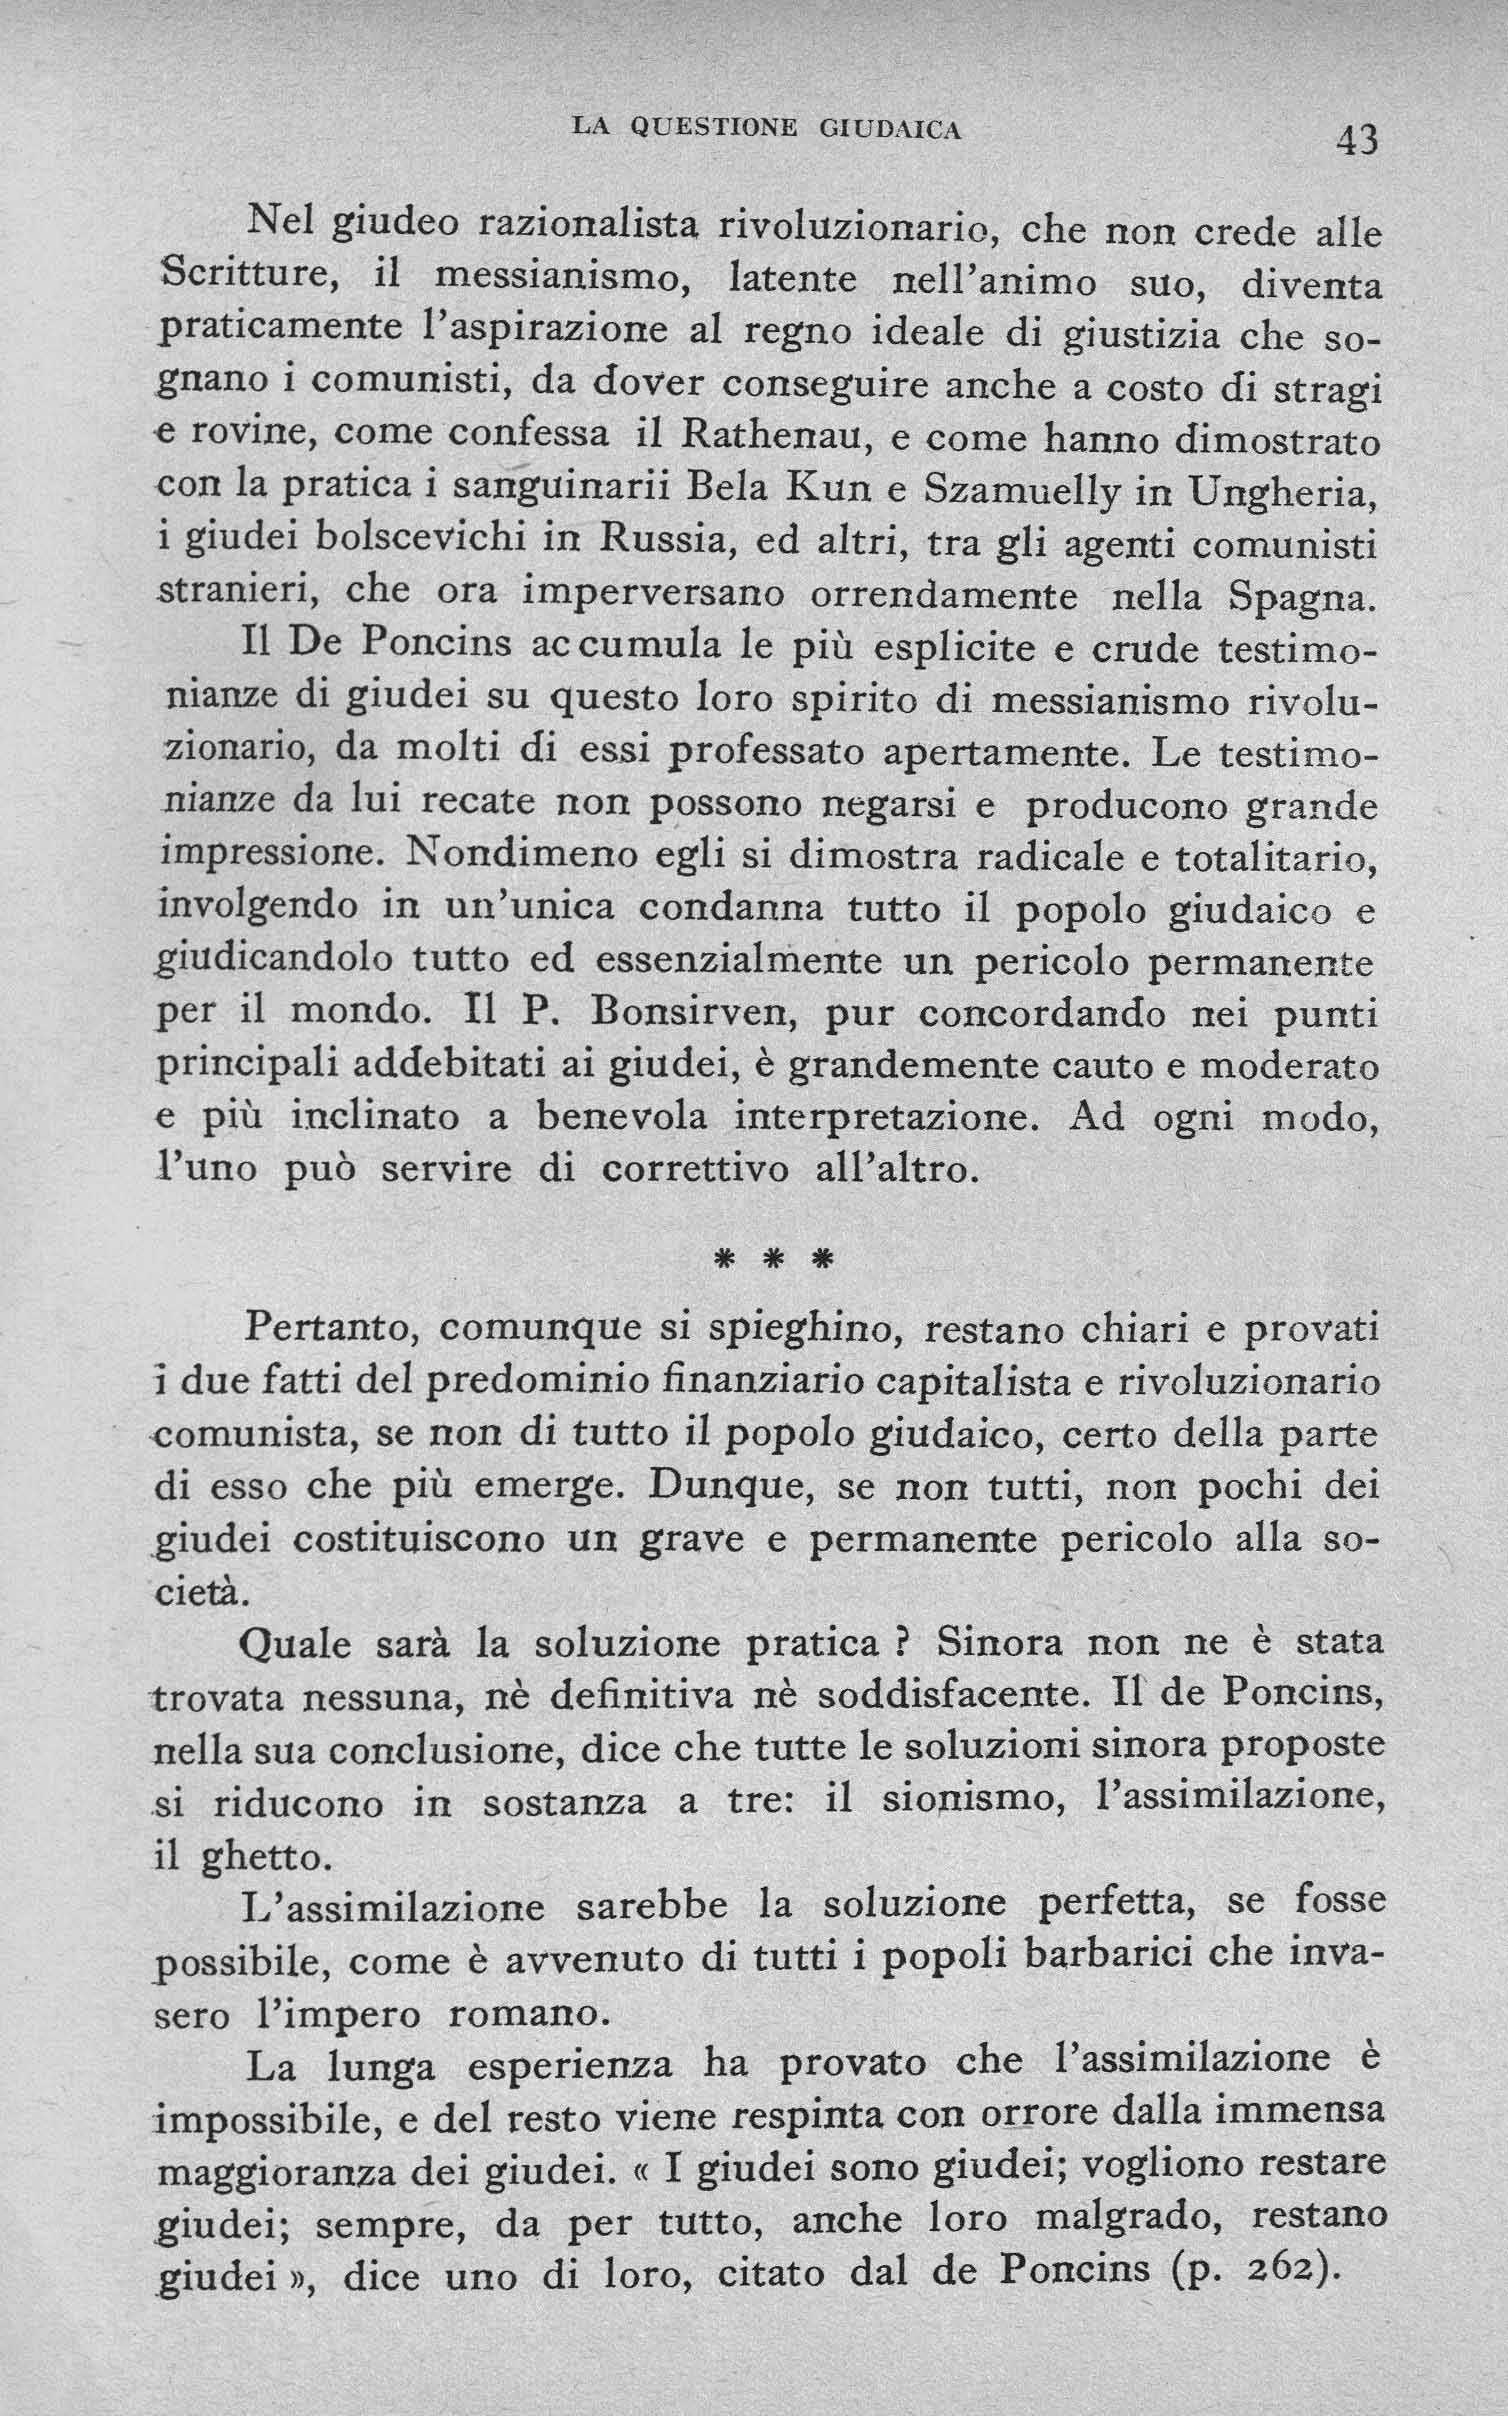 LA QUESTIONE GIUDAICA
43
Nel giudeo razionalista rivoluzionario, che non crede alle
Scritture, il messianismo, latente nell'animo suo, diventa
praticamente l'aspirazione al regno ideale di giustizia che so-
gnano i comunisti, da dover conseguire anche a costo di stragi
e rovine, come confessa il Rathenau, e come hanno dimostrato
con la pratica i sanguinarii Bela Kun e Szamuelly in Ungheria,
i giudei bolscevichi in Russia, ed altri, tra gli agenti comunisti
stranieri, che ora imperversano orrendamente nella Spagna.
Il De Poncins accumula le più esplicite e crude testimo-
nianze di giudei su questo loro spirito di messianismo rivolu-
zionario, da molti di essi professato apertamente. Le testimo-
nianze da lui recate non possono negarsi e producono grande
impressione. Nondimeno egli si dimostra radicale e totalitario,
involgendo in un'unica condanna tutto il popolo giudaico e
giudicandolo tutto ed essenzialmente un pericolo permanente
per il mondo. Il P. Bonsirven, pur concordando nei punti
principali addebitati ai giudei, è grandemente cauto e moderato
e più inclinato a benevola interpretazione. Ad ogni modo,
l'uno può servire di correttivo all'altro.
* * *
Pertanto, comunque si spieghino, restano chiari e provati
i due fatti del predominio finanziario capitalista e rivoluzionario
comunista, se non di tutto il popolo giudaico, certo della parte
di esso che più emerge. Dunque, se non tutti, non pochi dei
giudei costituiscono un grave e permanente pericolo alla so-
cietà.
Quale sarà la soluzione pratica ? Sinora non ne è stata
trovata nessuna, nè definitiva nè soddisfacente. Il de Poncins,
nella sua conclusione, dice che tutte le soluzioni sinora proposte
si riducono in sostanza a tre: il sionismo, l'assimilazione,
il ghetto.
L'assimilazione sarebbe la soluzione perfetta, se fosse
possibile, come è avvenuto di tutti i popoli barbarici che inva-
sero l'impero romano.
La lunga esperienza ha provato che l'assimilazione è
impossibile, e del resto viene respinta con orrore dalla immensa
maggioranza dei giudei. « I giudei sono giudei; vogliono restare
giudei; sempre, da per tutto, anche loro malgrado, restano
giudei », dice uno di loro, citato dal de Poncins (p. 262).